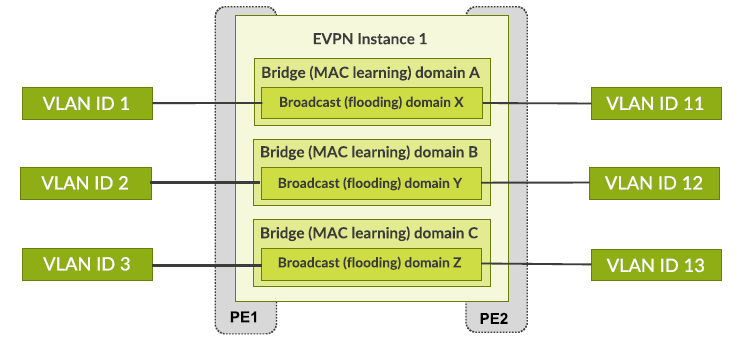 EVPN Instance 1
Bridge (MAC learning) domain A
VLAN ID 1
Broadcast (flooding) domain X
VLAN ID 11
Bridge (MAC learning) domain B
VLAN ID 2
Broadcast (flooding) domain Y
VLAN ID 12
Bridge (MAC learning) domain C
VLAN ID 3
Broadcast (flooding) domain Z
VLAN ID 13
PE1
PE2